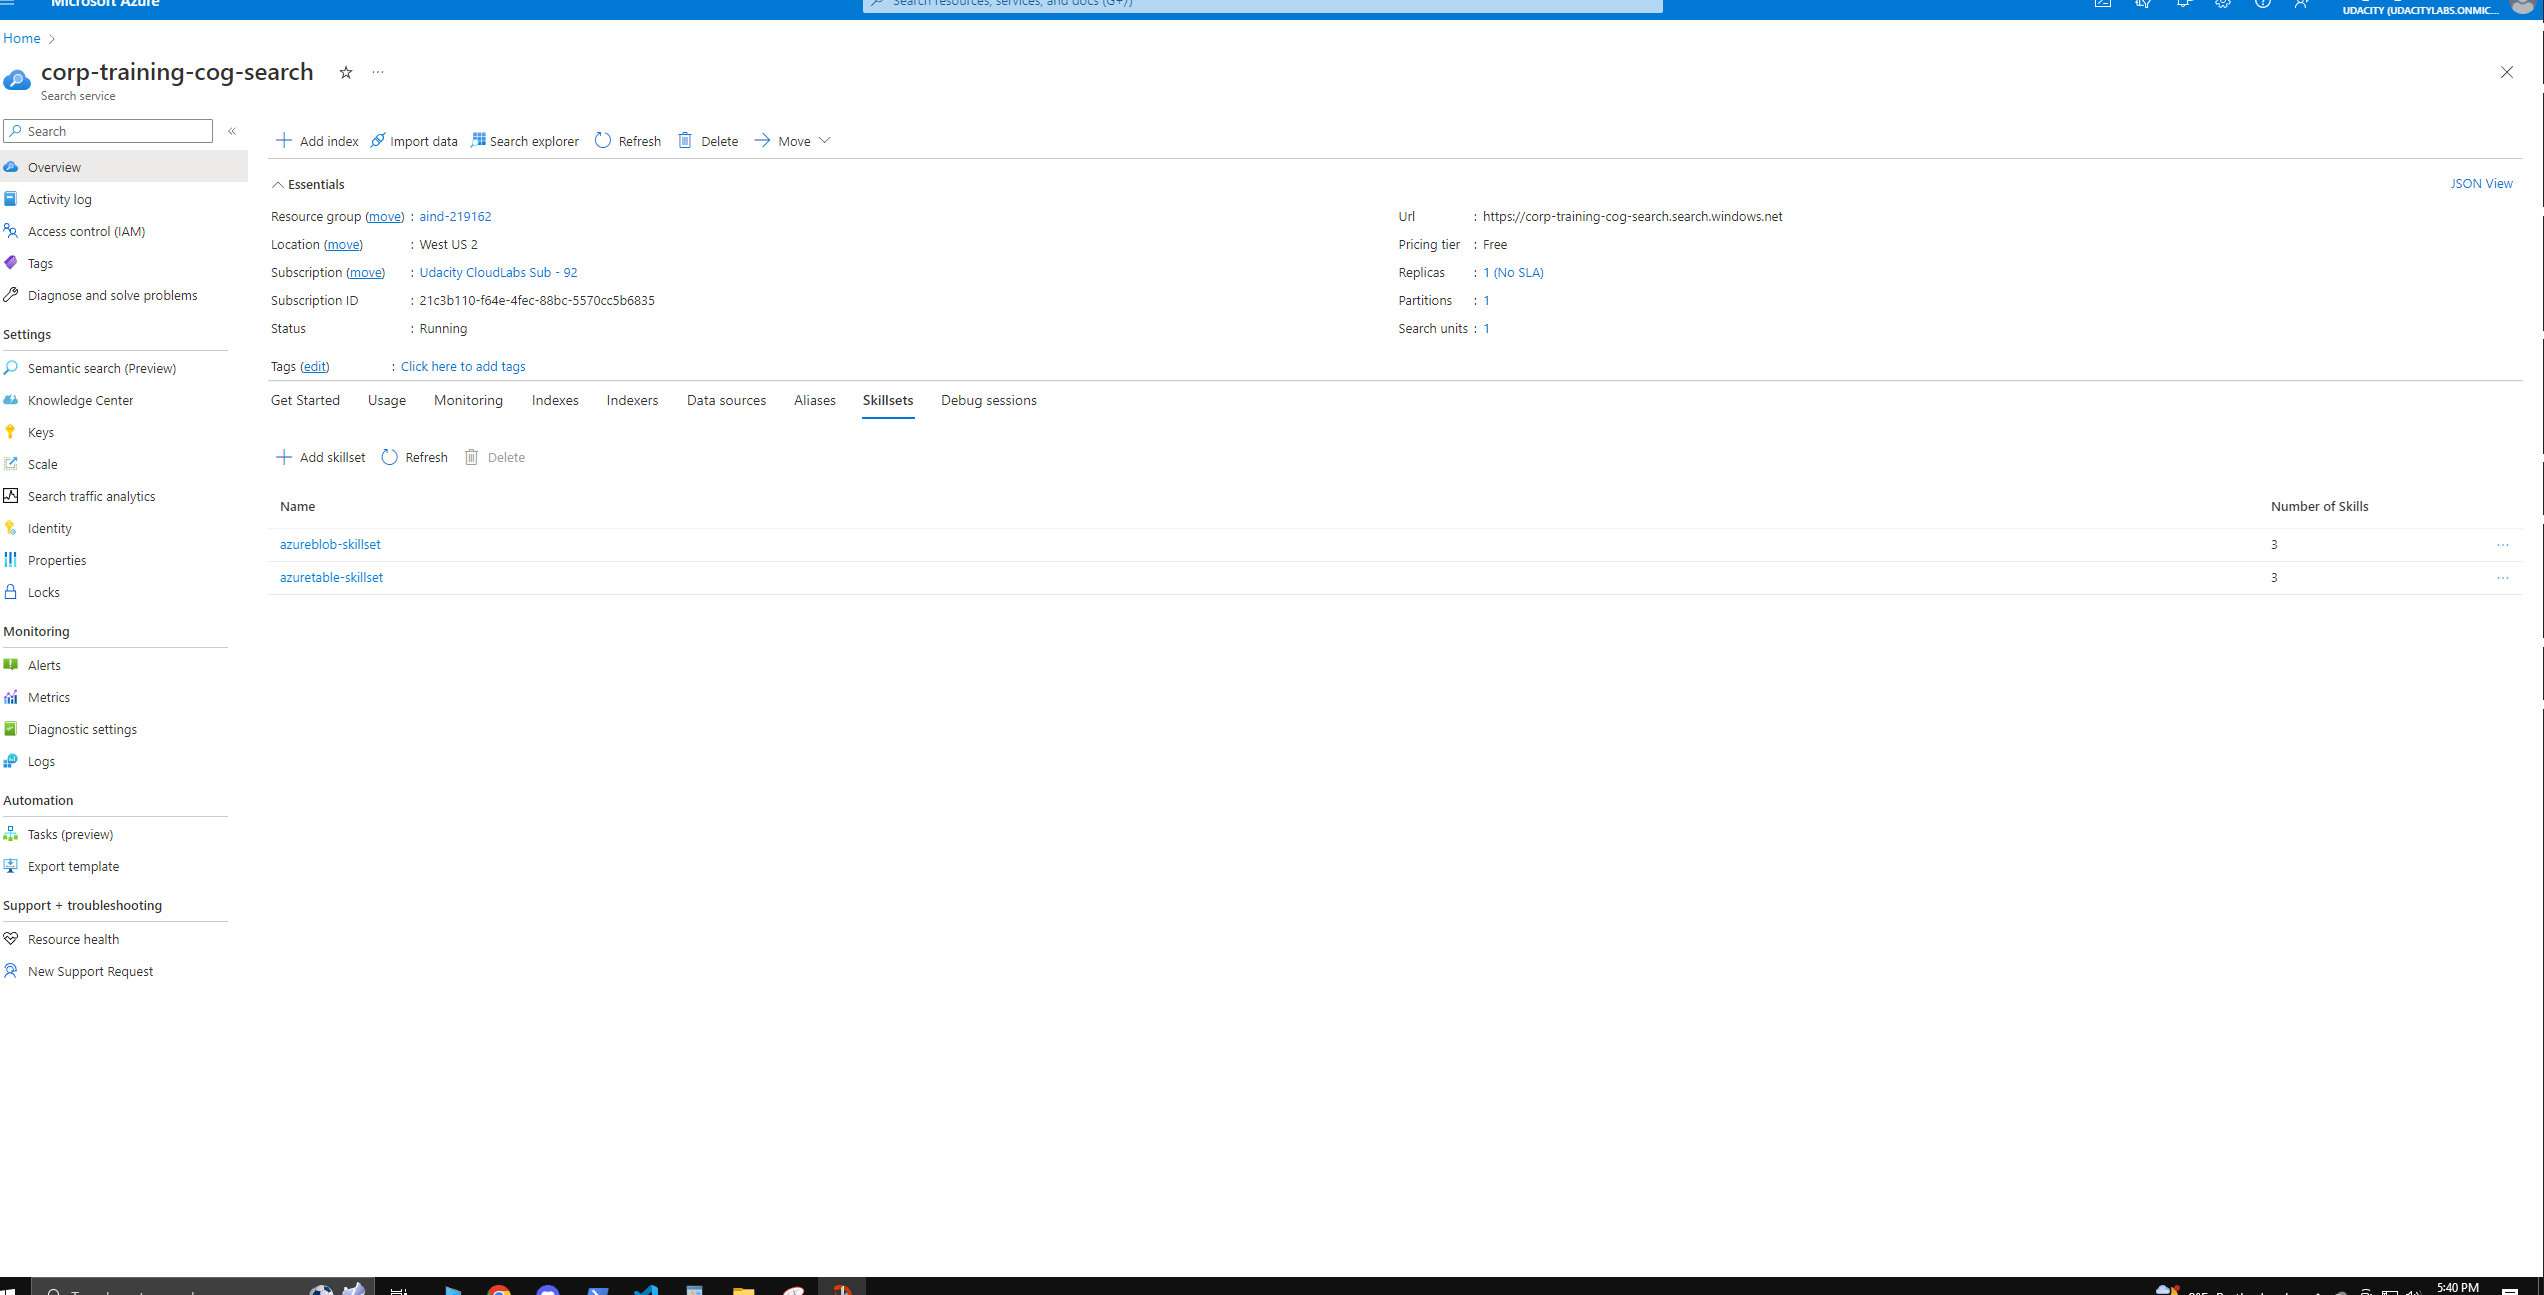 Microsoft Azure
Search resources, services, and docs (G+/)
UDACITY (UDACITYLABS.ONMIC...
Home
corp-training-cog-search
Search service
Search
Add index
Import data
Search explorer
Refresh
Delete
Move
Overview
Activity log
Access control (IAM)
Tags
Diagnose and solve problems
Settings
Semantic search (Preview)
Knowledge Center
Keys
Scale
Search traffic analytics
Identity
Properties
Locks
Monitoring
Alerts
Metrics
Diagnostic settings
Logs
Automation
Tasks (preview)
Export template
Support + troubleshooting
Resource health
New Support Request
Essentials
JSON View
Resource group (move) : aind-219162
Location (move) : West US 2
Subscription (move) : Udacity CloudLabs Sub - 92
Subscription ID : 21c3b110-f64e-4fec-88bc-5570cc5b6835
Status : Running
Url : https://corp-training-cog-search.search.windows.net
Pricing tier : Free
Replicas : 1 (No SLA)
Partitions : 1
Search units : 1
Tags (edit) : Click here to add tags
Get Started Usage Monitoring Indexes Indexers Data sources Aliases Skillsets Debug sessions
Add skillset Refresh Delete
Name Number of Skills
azureblob-skillset 3
azuretable-skillset 3
5:40 PM